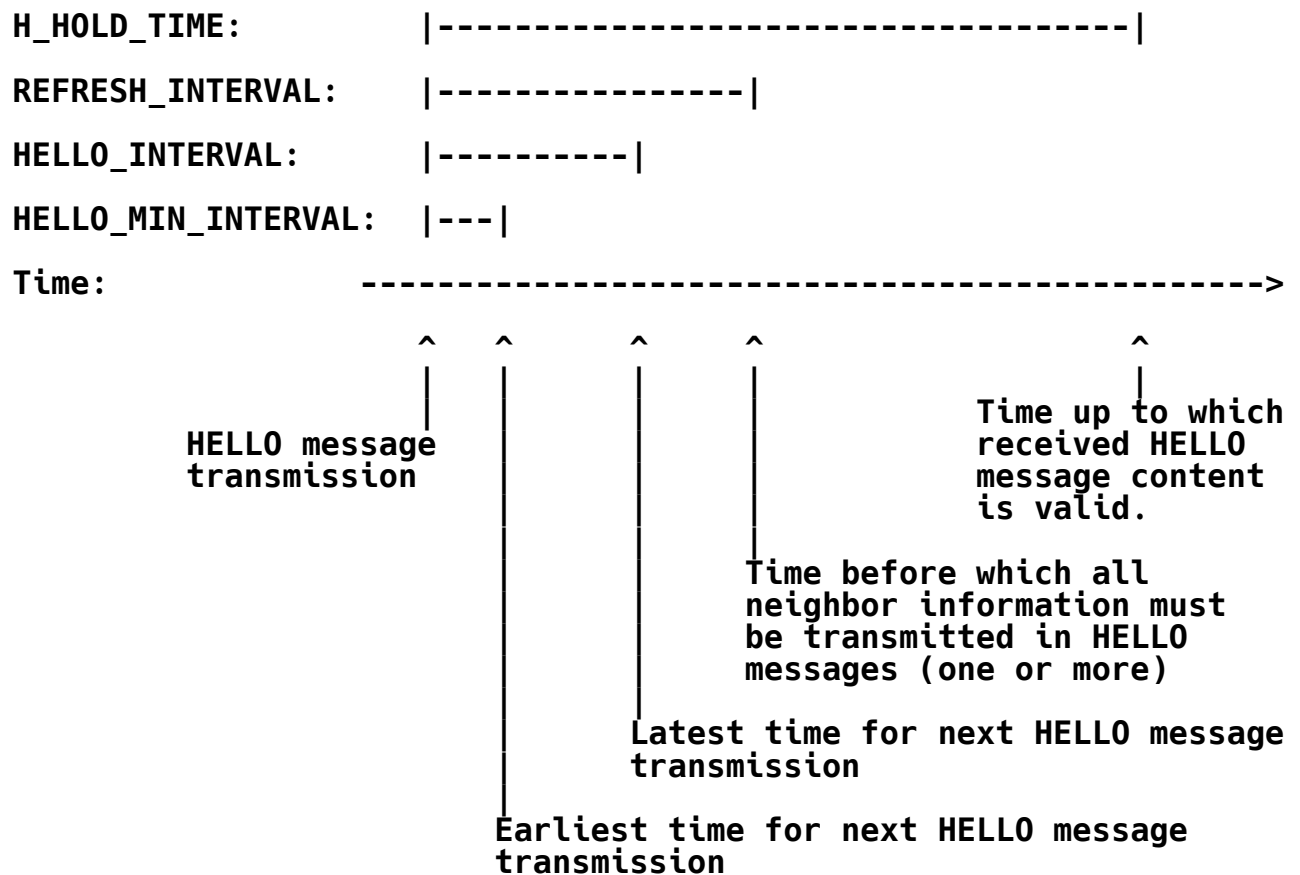 H_HOLD_TIME:          |------------------------------------|
REFRESH_INTERVAL:     |----------------|
HELLO_INTERVAL:       |----------|
HELLO_MIN_INTERVAL:   |---|
Time:             ----------------------------------------------->
^   ^      ^     ^                   ^
|   |      |     |                   |
Time up to which
HELLO message
received HELLO
transmission
message content
is valid.
Time before which all
neighbor information must
be transmitted in HELLO
messages (one or more)
Latest time for next HELLO message
transmission
Earliest time for next HELLO message
transmission